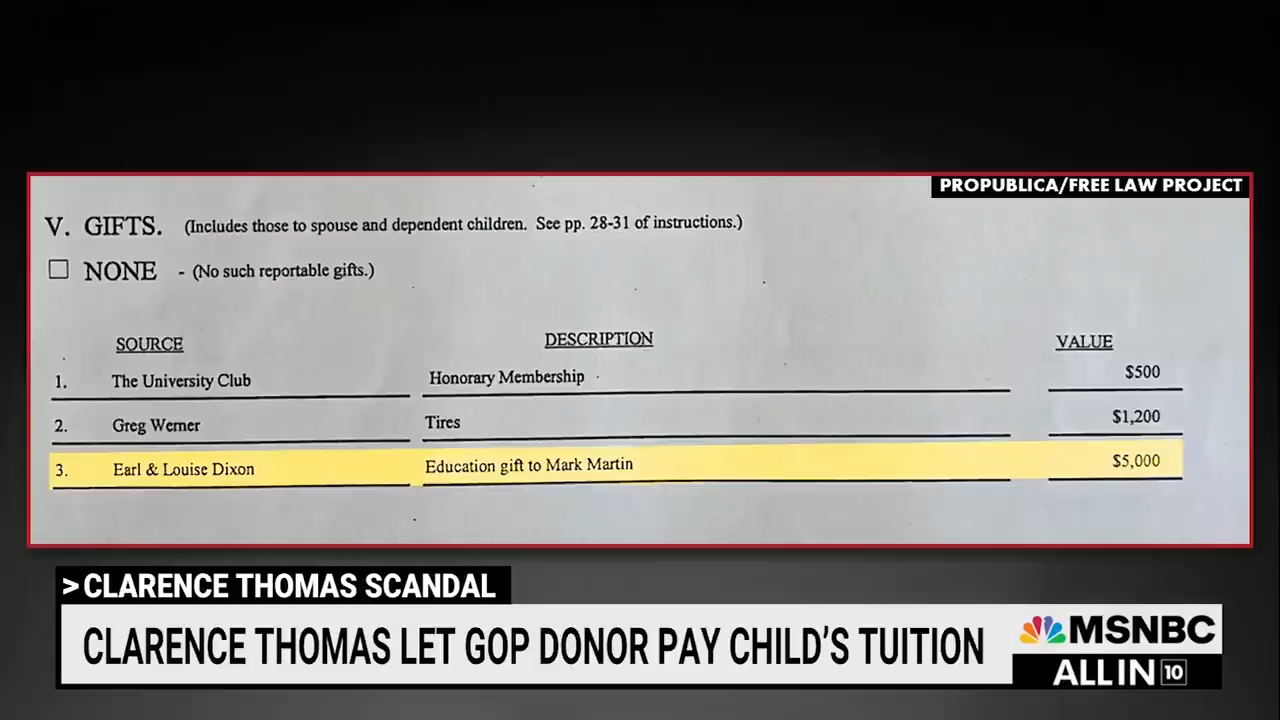 PROPUBLICA/FREE LAW PROJECT
V. GIFTS. (Includes those to spouse and dependent children. See pp. 28-31 of instructions.)
NONE - (No such reportable gifts.)
SOURCE DESCRIPTION VALUE
1. The University Club Honorary Membership $500
2. Greg Werner Tires $1,200
3. Earl & Louise Dixon Education gift to Mark Martin $5,000
> CLARENCE THOMAS SCANDAL
CLARENCE THOMAS LET GOP DONOR PAY CHILD'S TUITION
MSNBC
ALL IN 10